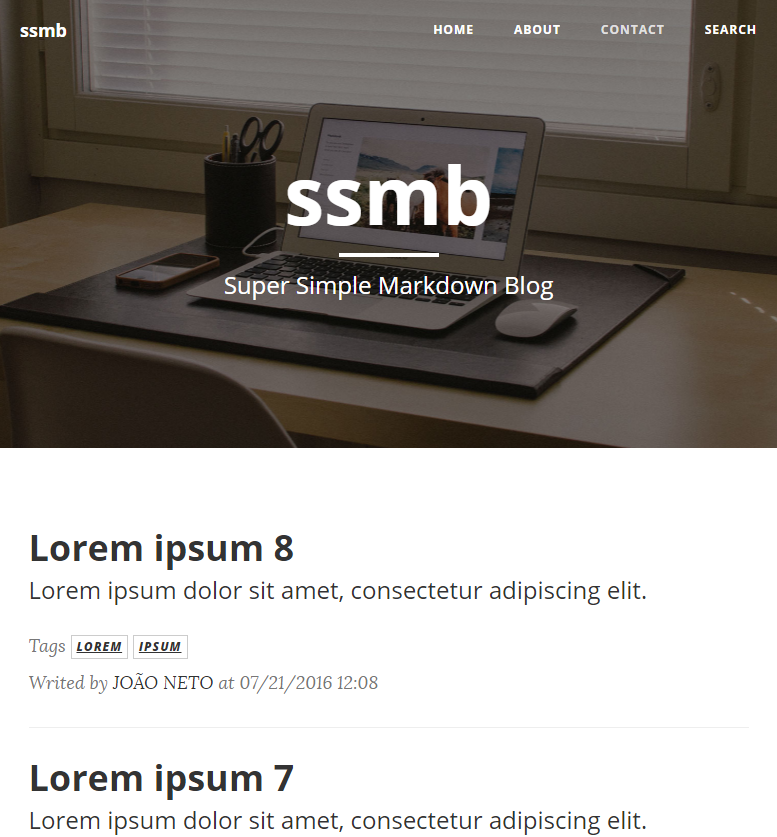 ssmb
HOME ABOUT CONTACT SEARCH
ssmb
Super Simple Markdown Blog
Lorem ipsum 8
Lorem ipsum dolor sit amet, consectetur adipiscing elit.
Tags LOREM IPSUM
Writed by JOÃO NETO at 07/21/2016 12:08
Lorem ipsum 7
Lorem ipsum dolor sit amet, consectetur adipiscing elit.